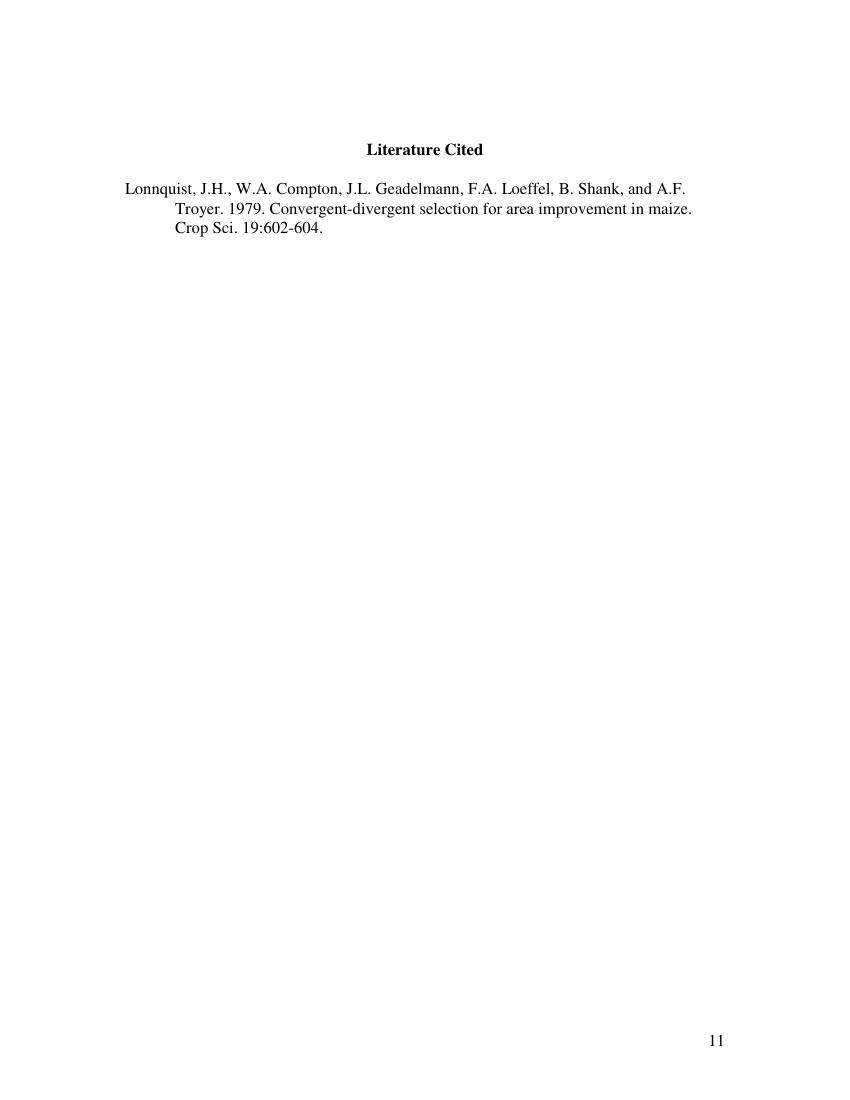 Literature Cited
Lonnquist, J.H., W.A. Compton, J.L. Geadelmann, F.A. Loeffel, B. Shank, and A.F.
Troyer. 1979. Convergent-divergent selection for area improvement in maize.
Crop Sci. 19:602-604.
11